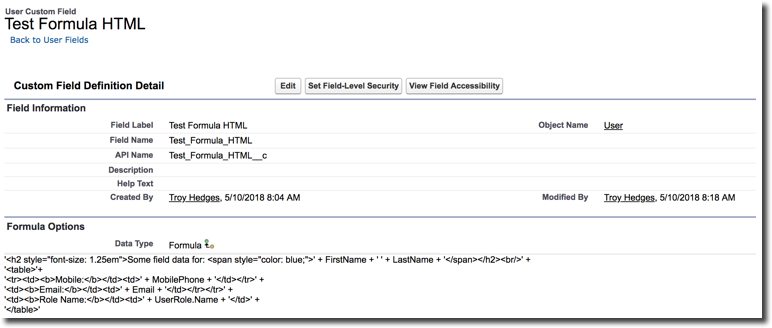 User Custom Field
Test Formula HTML
Back to User Fields
Custom Field Definition Detail Edit Set Field-Level Security View Field Accessibility
Field Information
Field Label Test Formula HTML Object Name User
Field Name Test_Formula_HTML
API Name Test_Formula_HTML__c
Description
Help Text
Created By Troy Hedges, 5/10/2018 8:04 AM Modified By Troy Hedges, 5/10/2018 8:18 AM
Formula Options
Data Type Formula
'<h2 style="font-size: 1.25em">Some field data for: <span style="color: blue;">' + FirstName + ' ' + LastName + '</span></h2><br/>' +
'<table>'+
'<tr><td><b>Mobile:</b></td><td>' + MobilePhone + '</td></tr>' +
'<td><b>Email:</b></td><td>' + Email + '</td></tr></tr>' +
'<td><b>Role Name:</b></td><td>' + UserRole.Name + '</td>' +
'</table>'